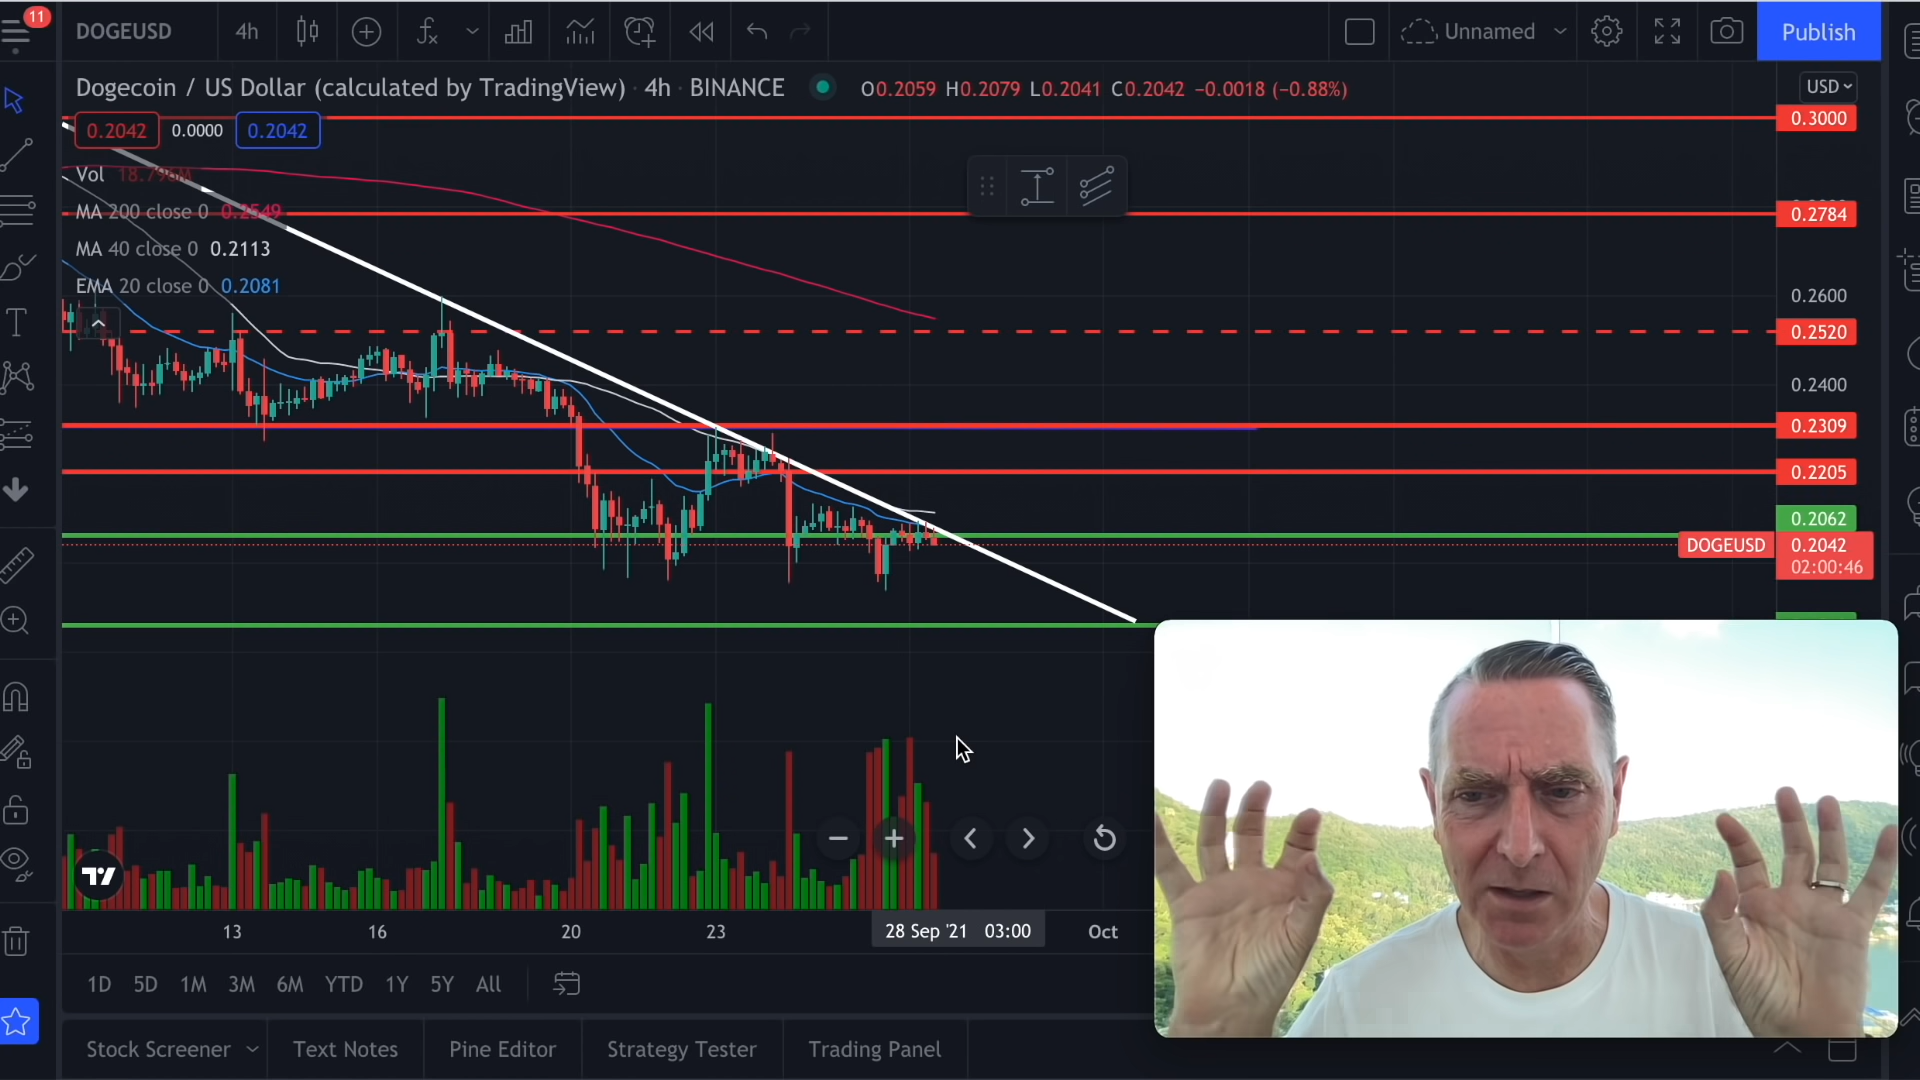 11
DOGEUSD 4h Unnamed Publish
Dogecoin / US Dollar (calculated by TradingView) · 4h · BINANCE O0.2059 H0.2079 L0.2041 C0.2042 −0.0018 (−0.88%) USD
0.2042 0.0000 0.2042
Vol 18.796M
MA 200 close 0 0.2549
MA 40 close 0 0.2113
EMA 20 close 0 0.2081
0.3000
0.2784
0.2600
0.2520
0.2400
0.2309
0.2205
0.2062
DOGEUSD 0.2042
02:00:46
13 16 20 23 28 Sep '21 03:00 Oct
1D 5D 1M 3M 6M YTD 1Y 5Y All
Stock Screener Text Notes Pine Editor Strategy Tester Trading Panel